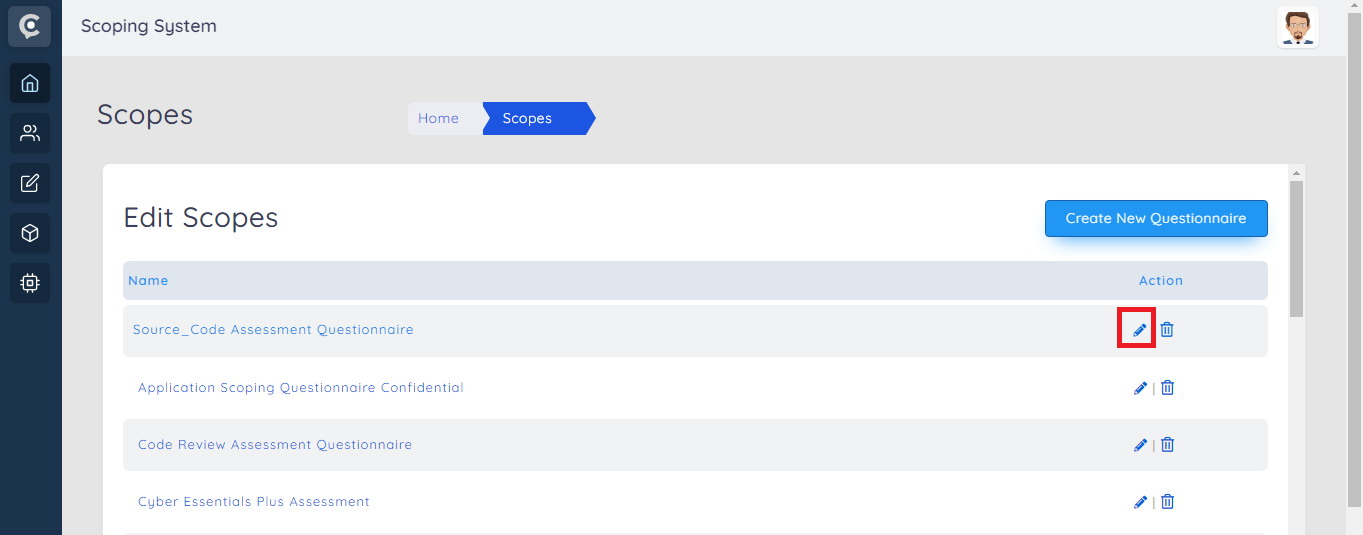 Scoping System
Scopes
Home
Scopes
Edit Scopes
Create New Questionnaire
Name
Action
Source_Code Assessment Questionnaire
Application Scoping Questionnaire Confidential
|
Code Review Assessment Questionnaire
|
Cyber Essentials Plus Assessment
|